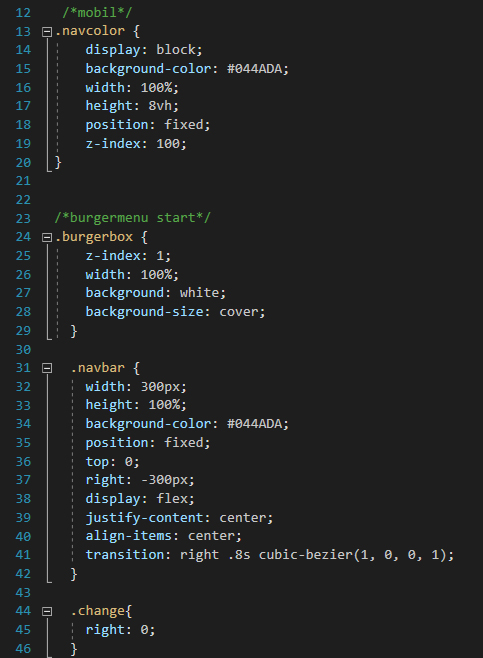 12 /*mobil*/
13 .navcolor {
14 display: block;
15 background-color: #044ADA;
16 width: 100%;
17 height: 8vh;
18 position: fixed;
19 z-index: 100;
20 }
21
22
23 /*burgermenu start*/
24 .burgerbox {
25 z-index: 1;
26 width: 100%;
27 background: white;
28 background-size: cover;
29 }
30
31 .navbar {
32 width: 300px;
33 height: 100%;
34 background-color: #044ADA;
35 position: fixed;
36 top: 0;
37 right: -300px;
38 display: flex;
39 justify-content: center;
40 align-items: center;
41 transition: right .8s cubic-bezier(1, 0, 0, 1);
42 }
43
44 .change{
45 right: 0;
46 }